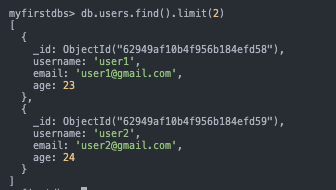 myfirstdbs> db.users.find().limit(2)
[
  {
    _id: ObjectId("62949af10b4f956b184efd58"),
    username: 'user1',
    email: 'user1@gmail.com',
    age: 23
  },
  {
    _id: ObjectId("62949af10b4f956b184efd59"),
    username: 'user2',
    email: 'user2@gmail.com',
    age: 24
  }
]